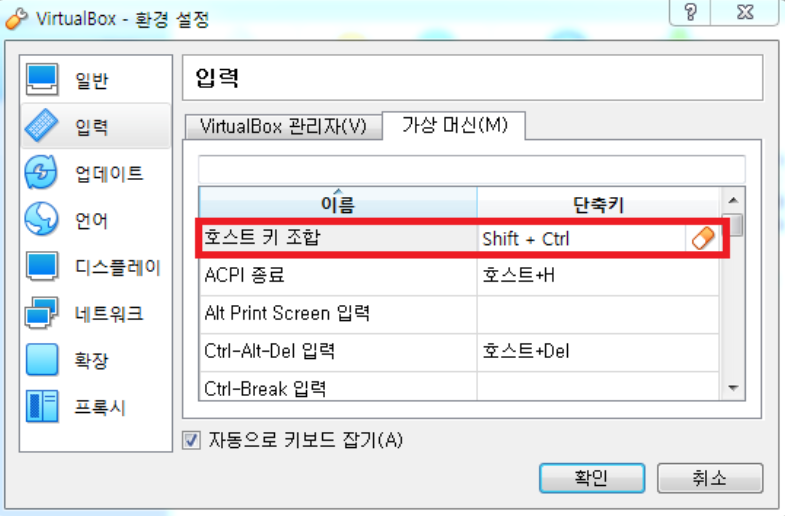 VirtualBox - 환경 설정
일반
입력
업데이트
언어
디스플레이
네트워크
확장
프록시
입력
VirtualBox 관리자(V) 가상 머신(M)
이름 단축키
호스트 키 조합 Shift + Ctrl
ACPI 종료 호스트+H
Alt Print Screen 입력
Ctrl-Alt-Del 입력 호스트+Del
Ctrl-Break 입력
자동으로 키보드 잡기(A)
확인 취소